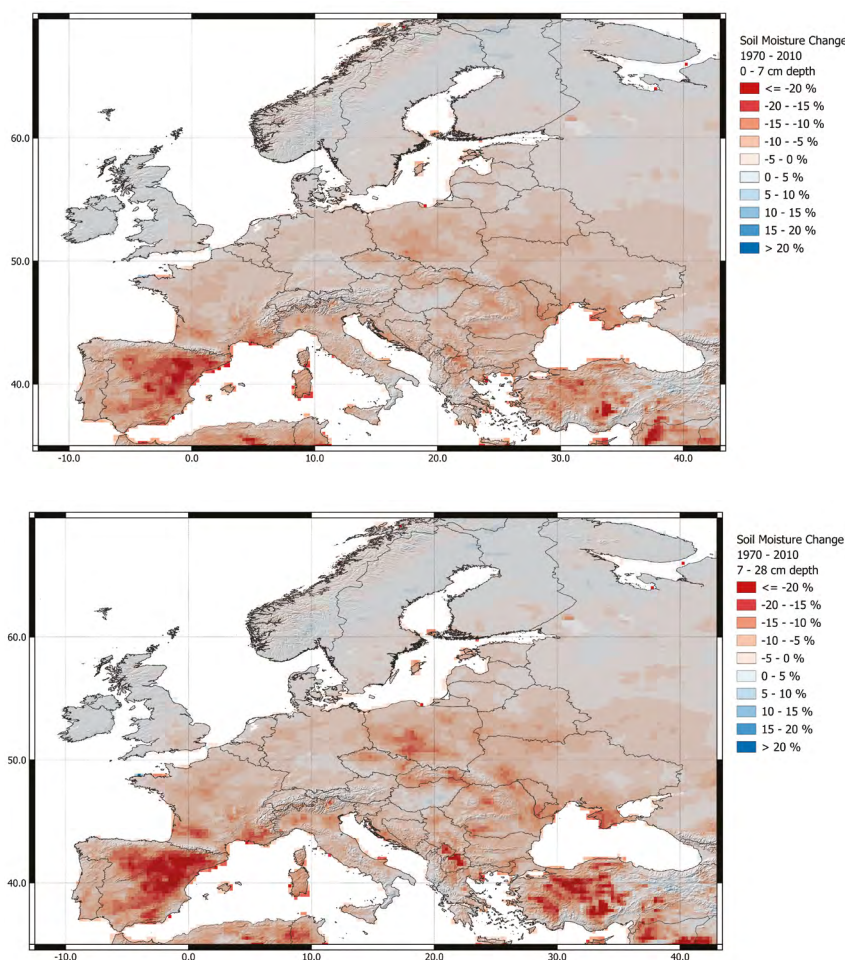 Soil Moisture Change
1970 - 2010
0 - 7 cm depth
<= -20 %
-20 - -15 %
-15 - -10 %
-10 - -5 %
-5 - 0 %
0 - 5 %
5 - 10 %
10 - 15 %
15 - 20 %
> 20 %
60.0
50.0
40.0
-10.0 0.0 10.0 20.0 30.0 40.0
Soil Moisture Change
1970 - 2010
7 - 28 cm depth
<= -20 %
-20 - -15 %
-15 - -10 %
-10 - -5 %
-5 - 0 %
0 - 5 %
5 - 10 %
10 - 15 %
15 - 20 %
> 20 %
60.0
50.0
40.0
-10.0 0.0 10.0 20.0 30.0 40.0